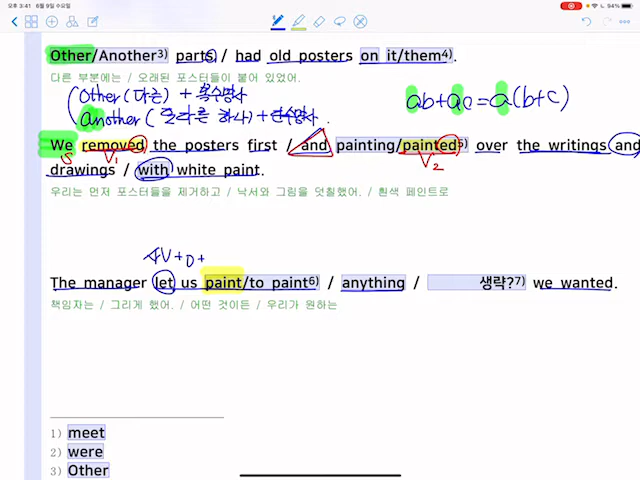 오후 3:41 6월 9일 수요일 94%
Other/Another3) parts / had old posters on it/them4).
다른 부분에는 / 오래된 포스터들이 붙어 있었어.
Other (다른) + 복수명사
ab+ac=a(b+c)
another ( 또 다른 하나) + 단수명사
We removed the posters first / and painting/painted5) over the writings and
S V1 V2
drawings / with white paint.
우리는 먼저 포스터들을 제거하고 / 낙서와 그림을 덧칠했어. / 흰색 페인트로
V + O +
The manager let us paint/to paint6) / anything / 생략?7) we wanted.
책임자는 / 그리게 했어. / 어떤 것이든 / 우리가 원하는
1) meet
2) were
3) Other